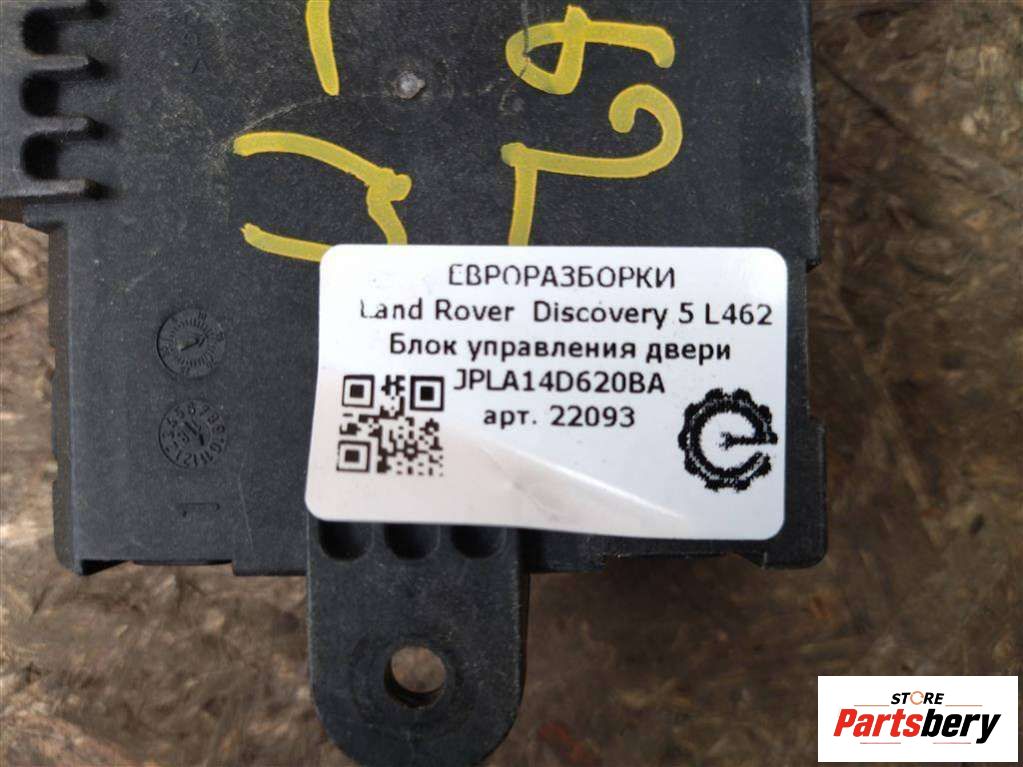 ЕВРОРАЗБОРКИ
Land Rover Discovery 5 L462
Блок управления двери
JPLA14D620BA
арт. 22093
STORE
Partsbery